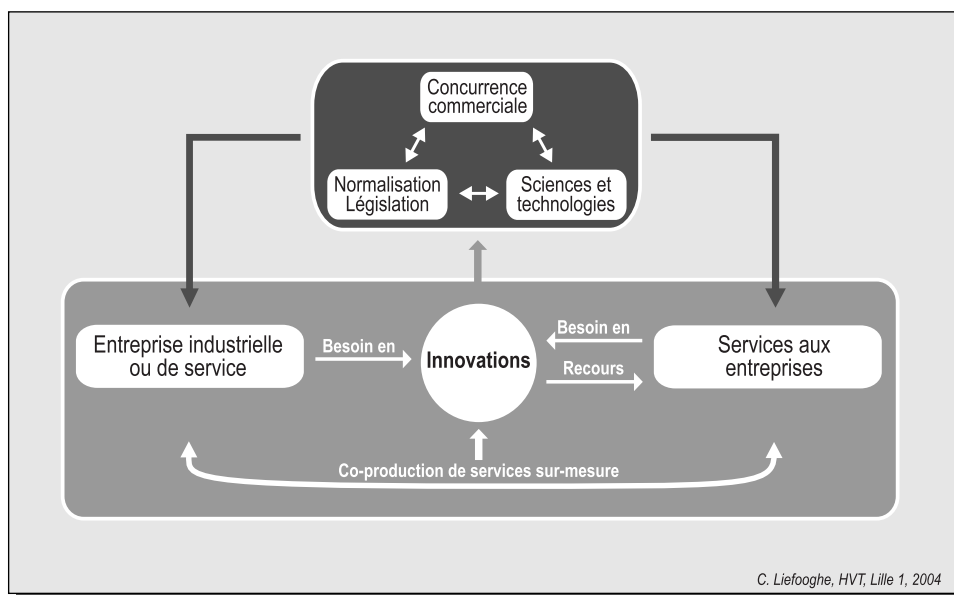 Concurrence
commerciale
Normalisation
Législation
Sciences et
technologies
Entreprise industrielle
ou de service
Besoin en
Innovations
Besoin en
Recours
Services aux
entreprises
Co-production de services sur-mesure
C. Liefooghe, HVT, Lille 1, 2004